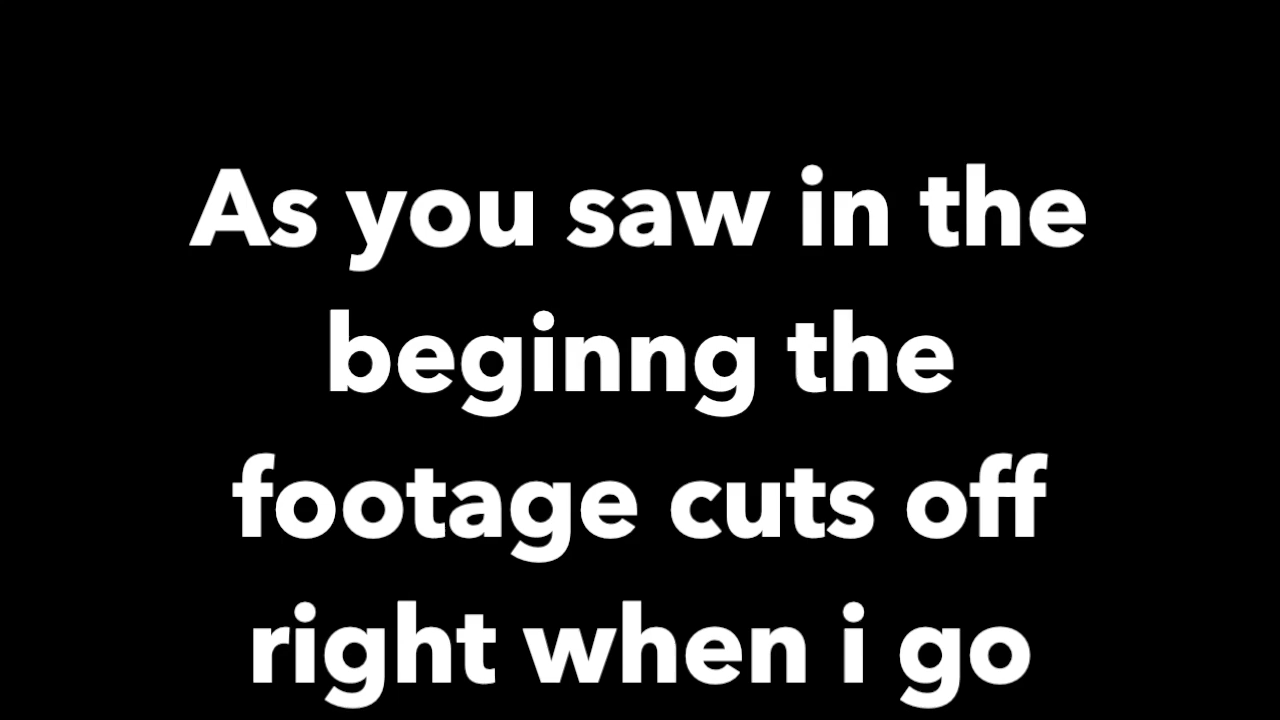 As you saw in the
beginng the
footage cuts off
right when i go